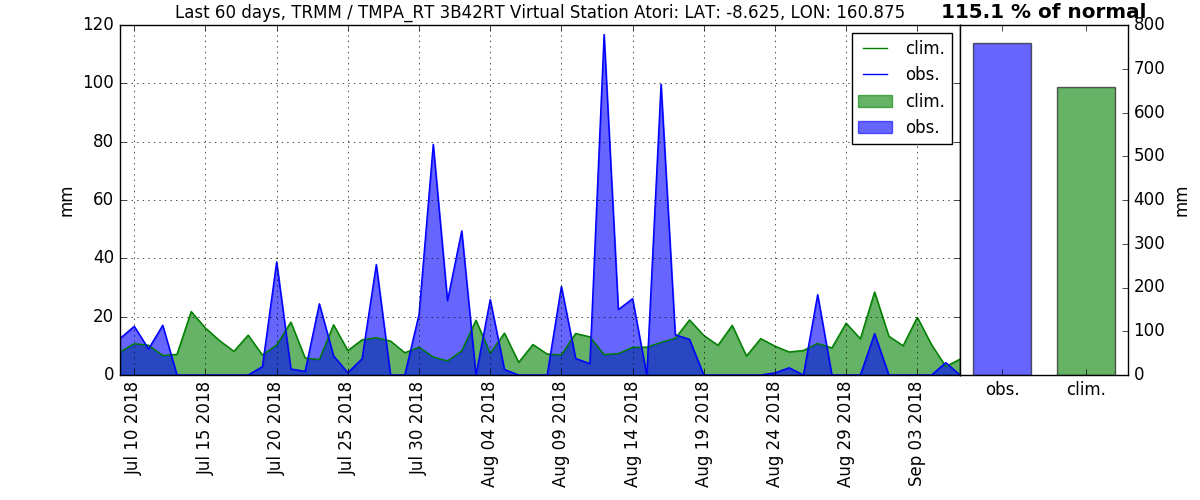 Last 60 days, TRMM / TMPA_RT 3B42RT Virtual Station Atori: LAT: -8.625, LON: 160.875
115.1 % of normal
120
100
80
60
40
20
0
mm
clim.
obs.
clim.
obs.
800
700
600
500
400
300
200
100
0
mm
Jul 10 2018
Jul 15 2018
Jul 20 2018
Jul 25 2018
Jul 30 2018
Aug 04 2018
Aug 09 2018
Aug 14 2018
Aug 19 2018
Aug 24 2018
Aug 29 2018
Sep 03 2018
obs.
clim.